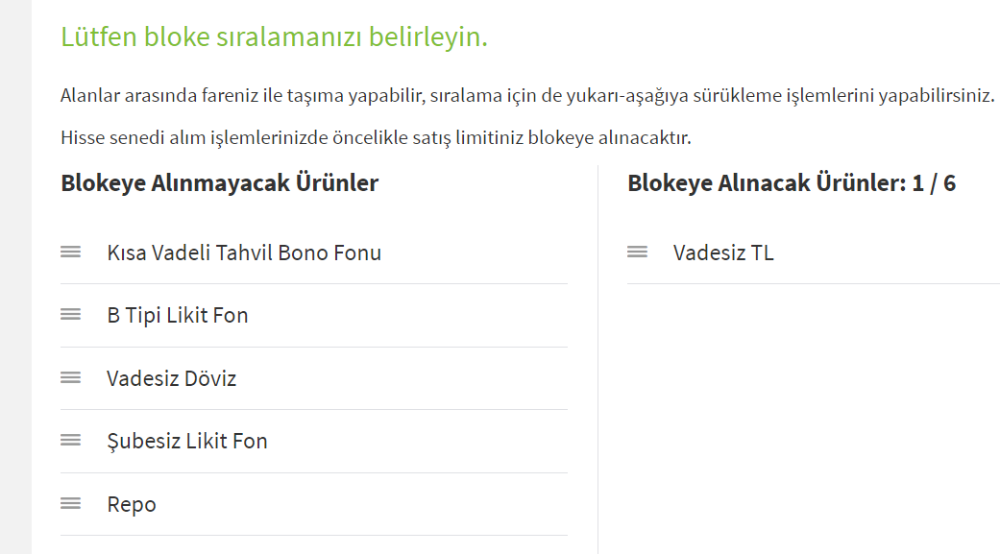 Lütfen bloke sıralamanızı belirleyin.
Alanlar arasında fareniz ile taşıma yapabilir, sıralama için de yukarı-aşağıya sürükleme işlemlerini yapabilirsiniz.
Hisse senedi alım işlemlerinizde öncelikle satış limitiniz blokeye alınacaktır.
Blokeye Alınmayacak Ürünler
Kısa Vadeli Tahvil Bono Fonu
B Tipi Likit Fon
Vadesiz Döviz
Şubesiz Likit Fon
Repo
Blokeye Alınacak Ürünler: 1 / 6
Vadesiz TL